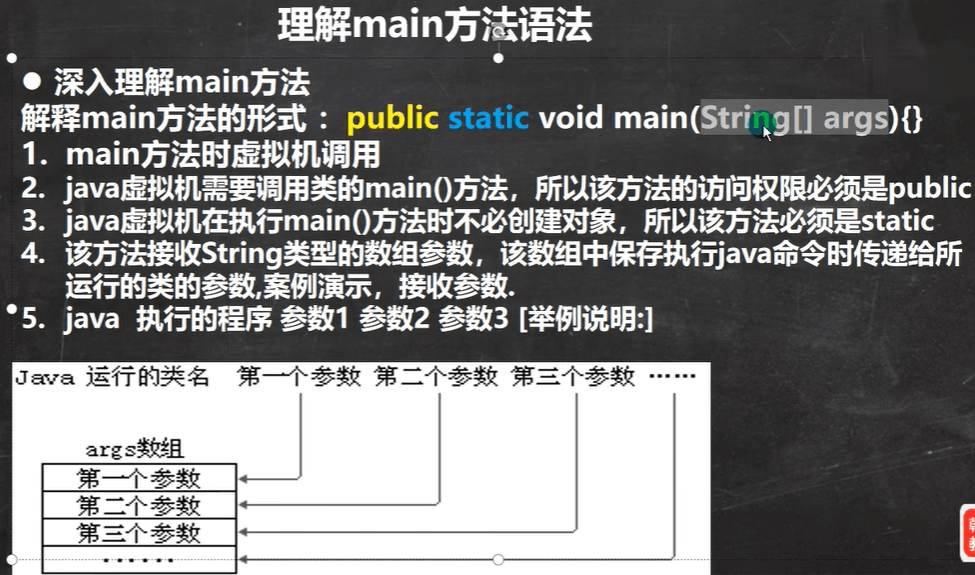 理解main方法语法
● 深入理解main方法
解释main方法的形式 ： public static void main(String[] args){}
1. main方法时虚拟机调用
2. java虚拟机需要调用类的main()方法，所以该方法的访问权限必须是public
3. java虚拟机在执行main()方法时不必创建对象，所以该方法必须是static
4. 该方法接收String类型的数组参数，该数组中保存执行java命令时传递给所
运行的类的参数,案例演示，接收参数.
5. java 执行的程序 参数1 参数2 参数3 [举例说明:]
Java 运行的类名 第一个参数 第二个参数 第三个参数 ……
args数组
第一个参数
第二个参数
第三个参数
……